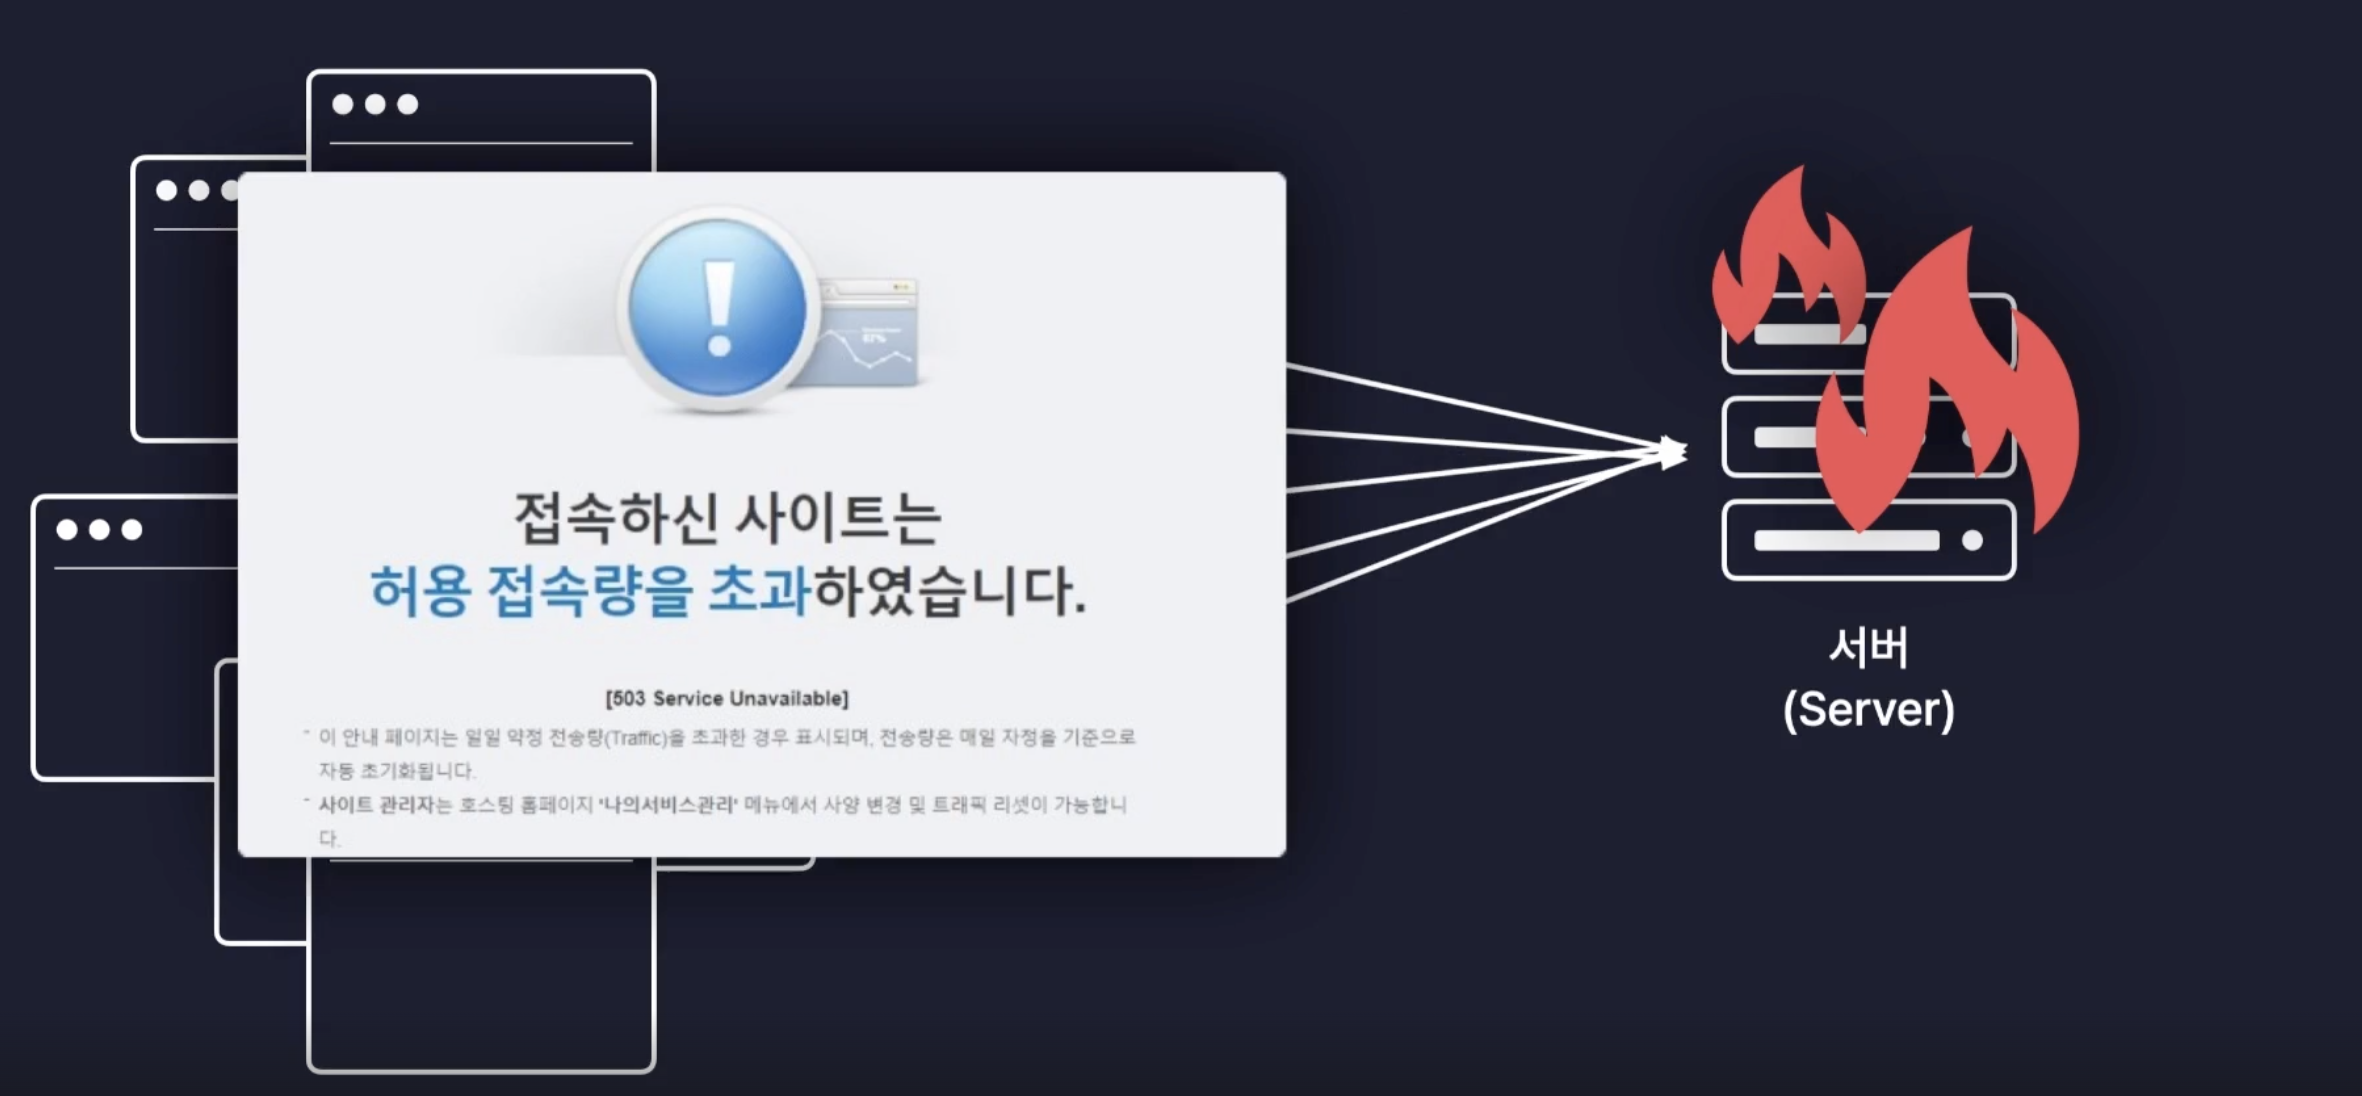 접속하신 사이트는
허용 접속량을 초과하였습니다.
[503 Service Unavailable]
- 이 안내 페이지는 일일 약정 전송량(Traffic)을 초과한 경우 표시되며, 전송량은 매일 자정을 기준으로
자동 초기화됩니다.
- 사이트 관리자는 호스팅 홈페이지 '나의서비스관리' 메뉴에서 사양 변경 및 트래픽 리셋이 가능합니
다.
서버
(Server)